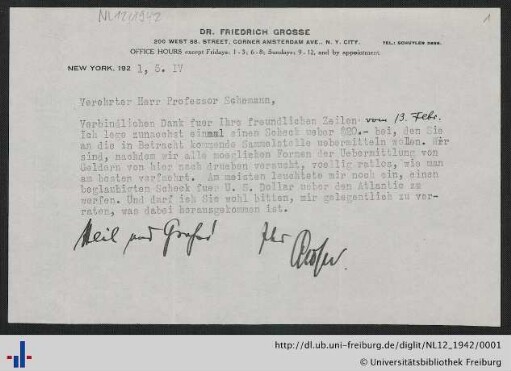 NL12/1942
1
DR. FRIEDRICH GROSSE
200 WEST 88. STREET, CORNER AMSTERDAM AVE., N. Y. CITY.
OFFICE HOURS except Fridays: 1-3; 6-8; Sundays: 9-12, and by appointment
NEW YORK, 192 1, 5. IV
Verehrter Herr Professor Schemann,
Verbindlichen Dank fuer Ihre freundlichen Zeilen vom 13. Febr.
Ich lege zunaechst einmal einen Scheck ueber $20.- bei, den Sie
an die in Betracht kommende Sammelstelle uebermitteln wollen. Wir
sind, nachdem wir alle moeglichen Formen der Uebermittlung von
Geldern von hier nach drueben versucht, voellig ratlos, wie man
am besten verfaehrt. Am meisten leuchtete mir noch ein, einen
beglaubigten Scheck fuer U. S. Dollar ueber den Atlantic zu
werfen. Und darf ich Sie wohl bitten, mir gelegentlich zu ver-
raten, was dabei herausgekommen ist.
Heil und Gruss! Ihr Grosse.
http://dl.ub.uni-freiburg.de/diglit/NL12_1942/0001
© Universitätsbibliothek Freiburg